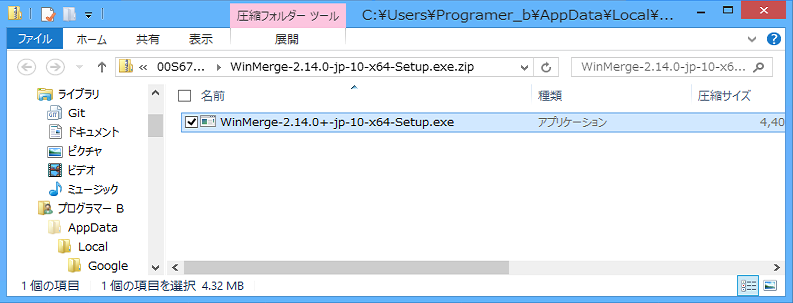 圧縮フォルダー ツール
C:¥Users¥Programer_b¥AppData¥Local¥...
ファイル ホーム 共有 表示 展開
« 00S67... WinMerge-2.14.0-jp-10-x64-Setup.exe.zip
WinMerge-2.14.0-jp-10-x6...
ライブラリ
Git
ドキュメント
ピクチャ
ビデオ
ミュージック
プログラマー B
AppData
Local
Google
名前 種類 圧縮サイズ
WinMerge-2.14.0+-jp-10-x64-Setup.exe アプリケーション 4,40
1 個の項目 1 個の項目を選択 4.32 MB